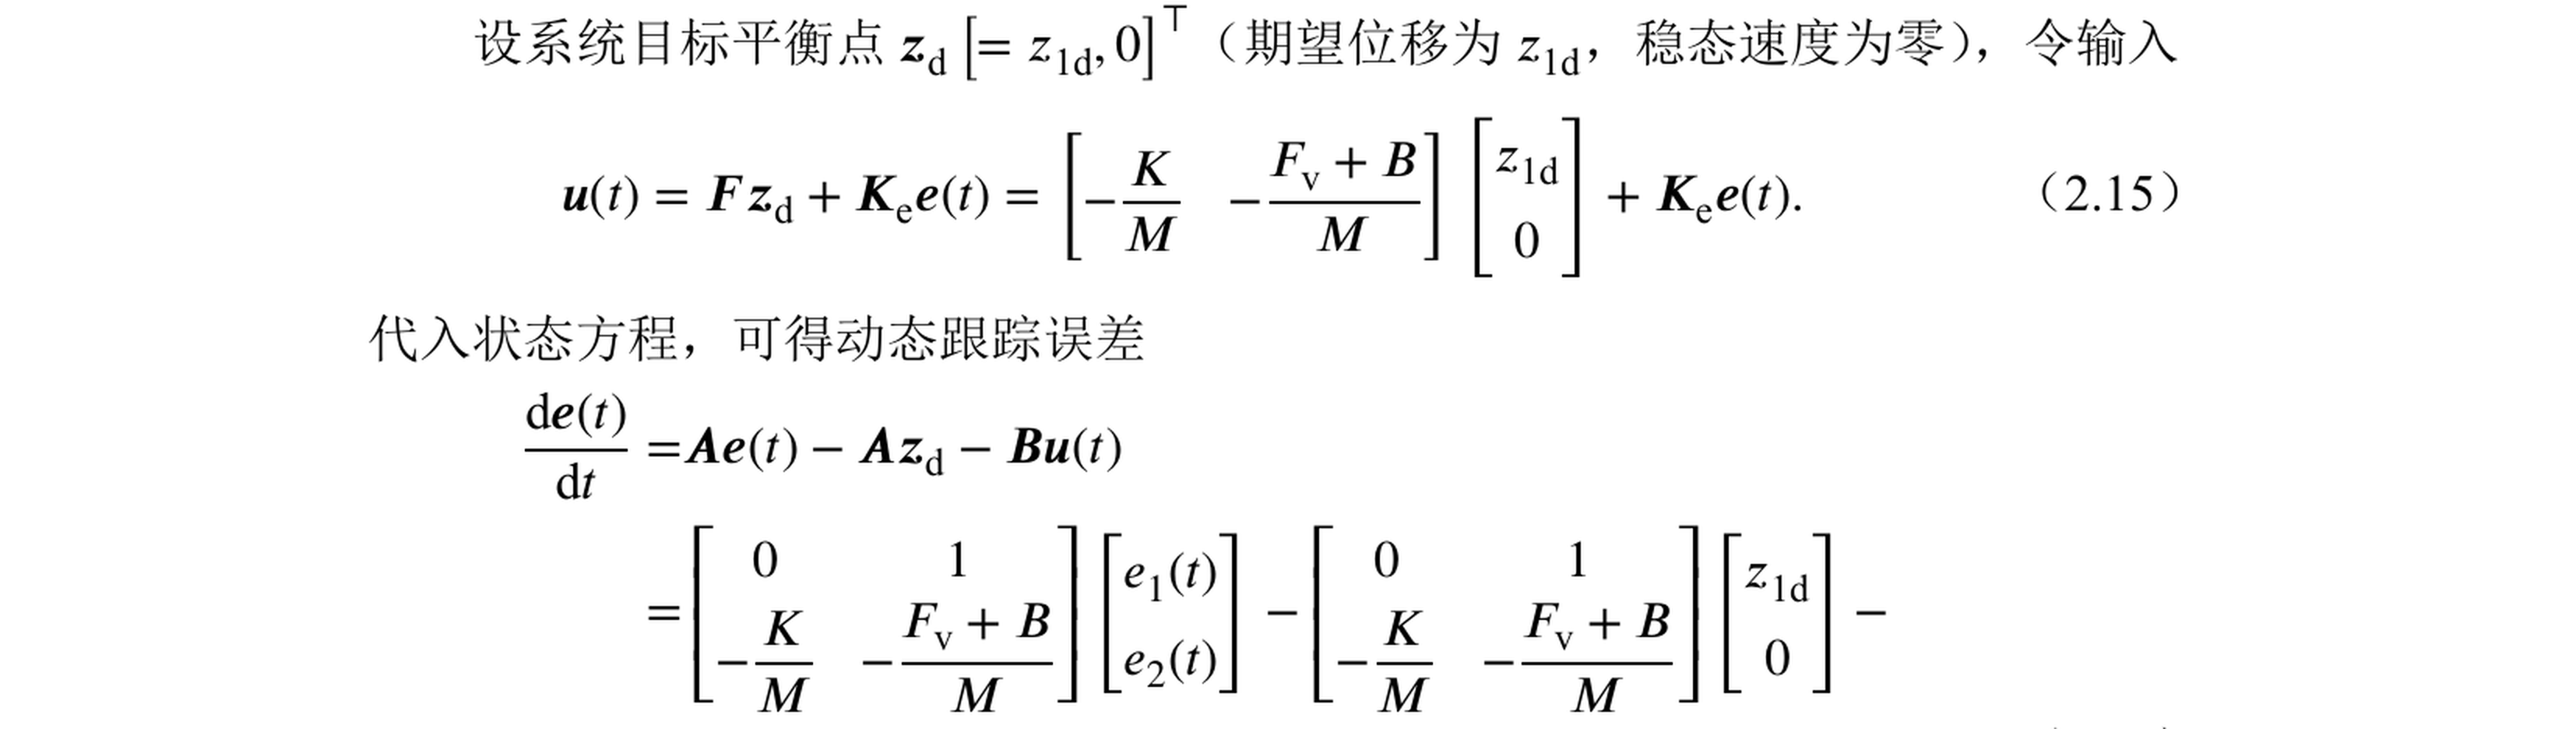 设系统目标平衡点 𝒛_d [= z_{1d}, 0]^⊤（期望位移为 z_{1d}，稳态速度为零），令输入
𝒖(t) = 𝑭𝒛_d + 𝑲_e𝒆(t) = [−K/M  −(F_v + B)/M] [z_{1d}; 0] + 𝑲_e𝒆(t). （2.15）
代入状态方程，可得动态跟踪误差
d𝒆(t)/dt =𝑨𝒆(t) − 𝑨𝒛_d − 𝑩𝒖(t)
=[0  1; −K/M  −(F_v + B)/M] [e_1(t); e_2(t)] − [0  1; −K/M  −(F_v + B)/M] [z_{1d}; 0] −